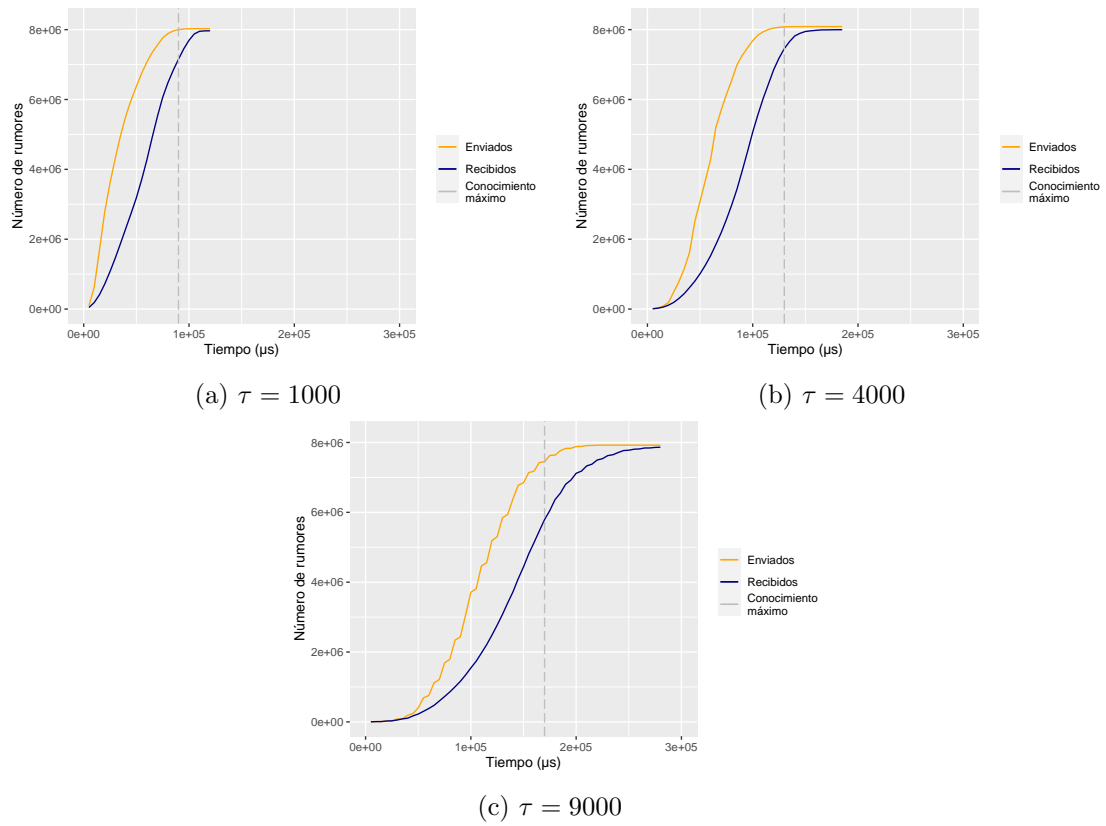 8e+06
6e+06
4e+06
2e+06
0e+00
Número de rumores
0e+00 1e+05 2e+05 3e+05
Tiempo (μs)
Enviados
Recibidos
Conocimiento
máximo
(a) τ = 1000
8e+06
6e+06
4e+06
2e+06
0e+00
Número de rumores
0e+00 1e+05 2e+05 3e+05
Tiempo (μs)
Enviados
Recibidos
Conocimiento
máximo
(b) τ = 4000
8e+06
6e+06
4e+06
2e+06
0e+00
Número de rumores
0e+00 1e+05 2e+05 3e+05
Tiempo (μs)
Enviados
Recibidos
Conocimiento
máximo
(c) τ = 9000